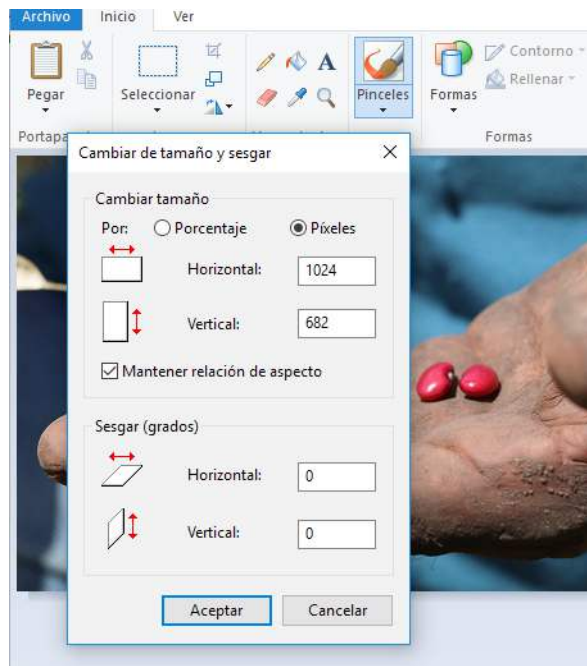 Archivo Inicio Ver
Pegar
Seleccionar
A
Pinceles
Formas
Contorno
Rellenar
Formas
Cambiar de tamaño y sesgar
Cambiar tamaño
Por: Porcentaje Píxeles
Horizontal: 1024
Vertical: 682
Mantener relación de aspecto
Sesgar (grados)
Horizontal: 0
Vertical: 0
Aceptar Cancelar